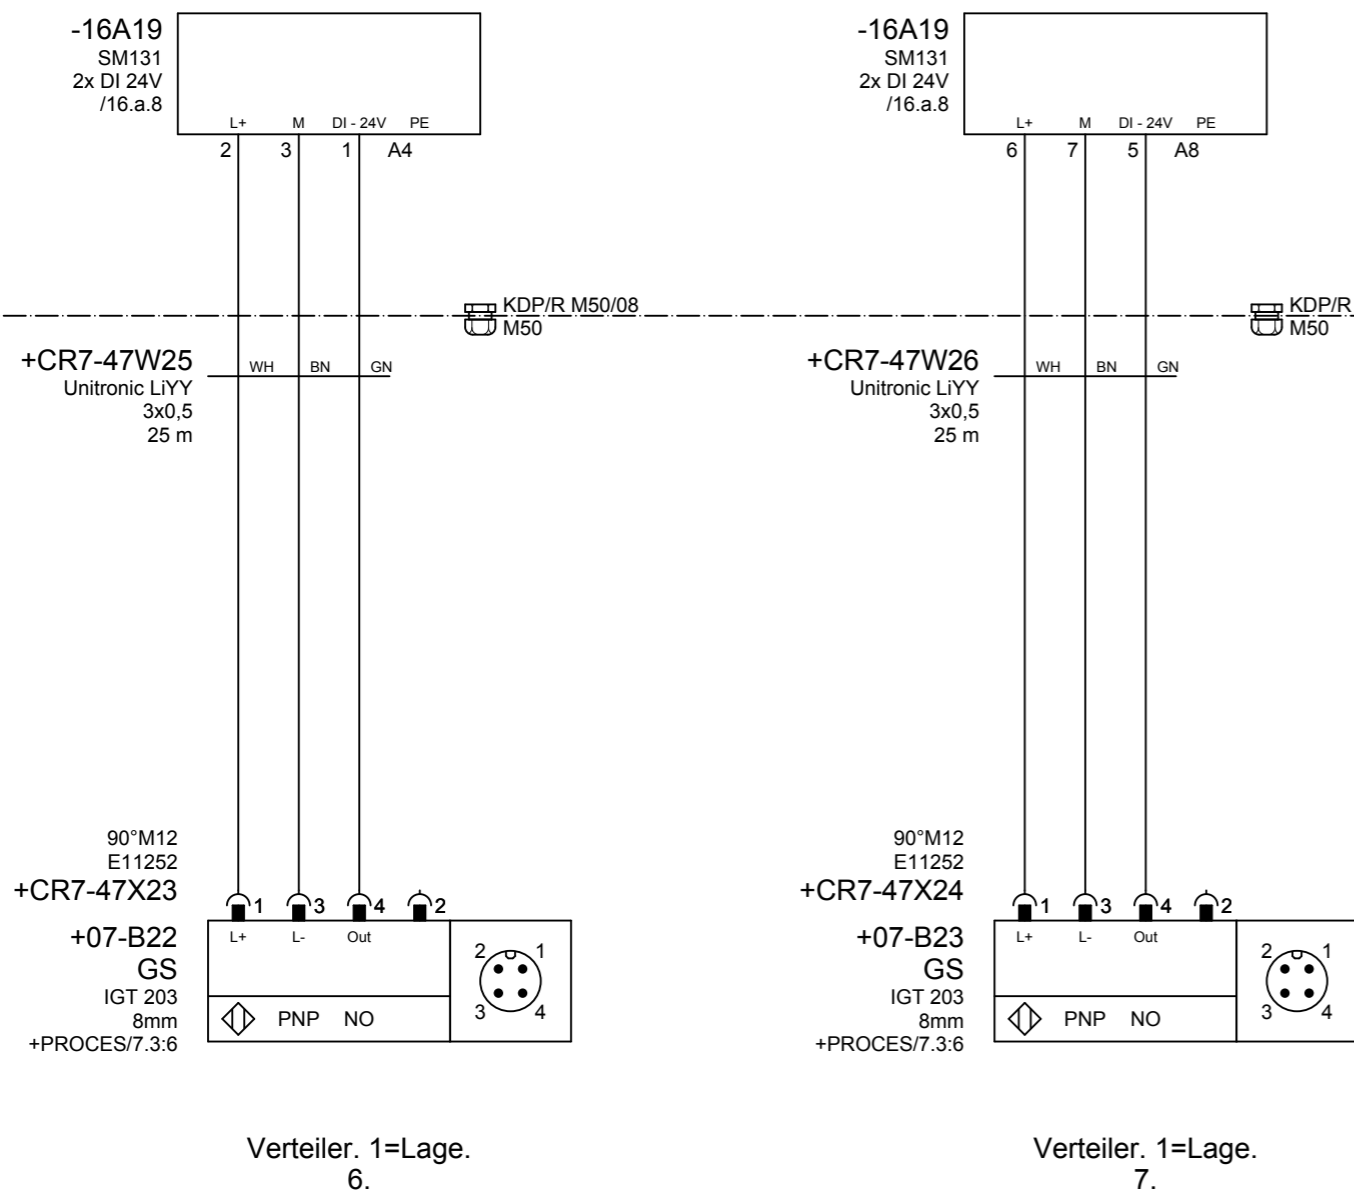 -16A19
SM131
2x DI 24V
/16.a.8
L+ M DI - 24V PE
2 3 1 A4
KDP/R M50/08
M50
+CR7-47W25
WH BN GN
Unitronic LiYY
3x0,5
25 m
90°M12
E11252
+CR7-47X23
1 3 4 2
+07-B22
L+ L- Out
GS
IGT 203
8mm
+PROCES/7.3:6
PNP NO
2 1
3 4
Verteiler. 1=Lage.
6.
-16A19
SM131
2x DI 24V
/16.a.8
L+ M DI - 24V PE
6 7 5 A8
KDP/R
M50
+CR7-47W26
WH BN GN
Unitronic LiYY
3x0,5
25 m
90°M12
E11252
+CR7-47X24
1 3 4 2
+07-B23
L+ L- Out
GS
IGT 203
8mm
+PROCES/7.3:6
PNP NO
2 1
3 4
Verteiler. 1=Lage.
7.